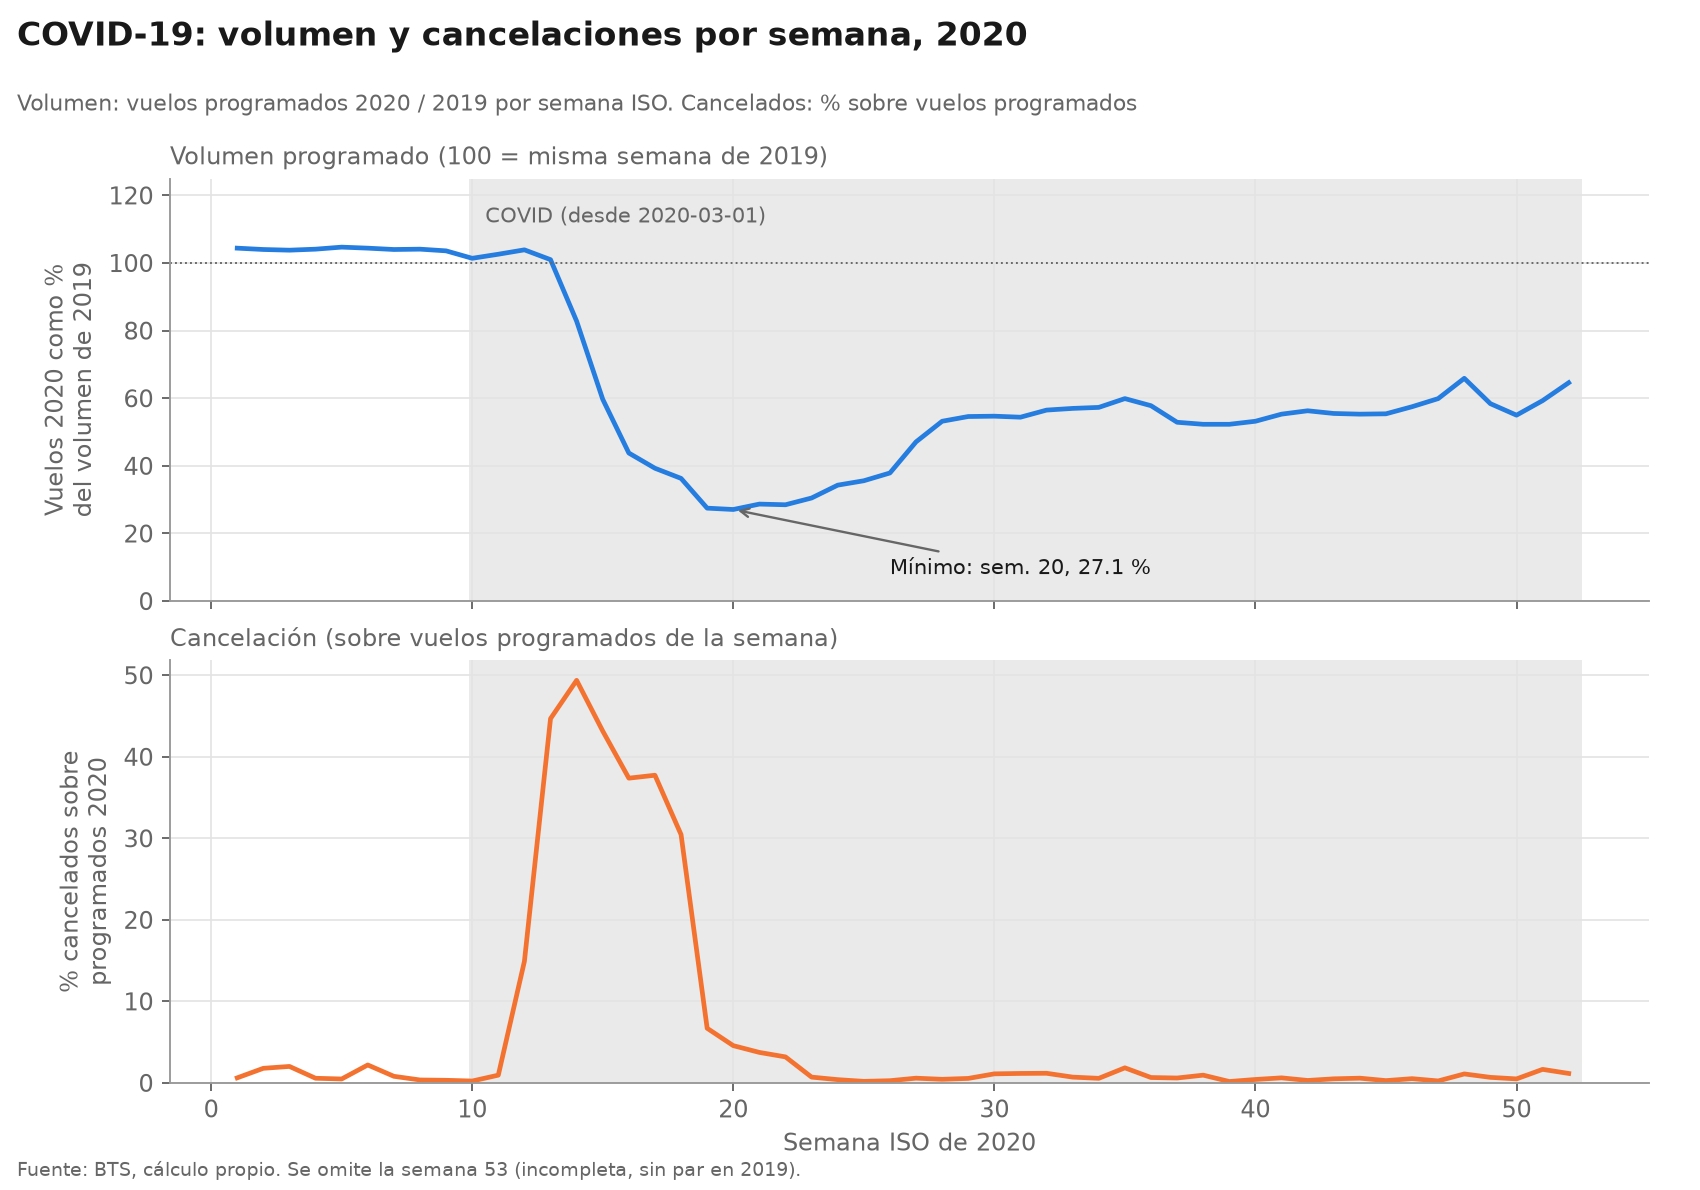 COVID-19: volumen y cancelaciones por semana, 2020
Volumen: vuelos programados 2020 / 2019 por semana ISO. Cancelados: % sobre vuelos programados
Volumen programado (100 = misma semana de 2019)
Vuelos 2020 como %
del volumen de 2019
120
100
80
60
40
20
0
COVID (desde 2020-03-01)
Mínimo: sem. 20, 27.1 %
Cancelación (sobre vuelos programados de la semana)
% cancelados sobre
programados 2020
50
40
30
20
10
0
0 10 20 30 40 50
Semana ISO de 2020
Fuente: BTS, cálculo propio. Se omite la semana 53 (incompleta, sin par en 2019).